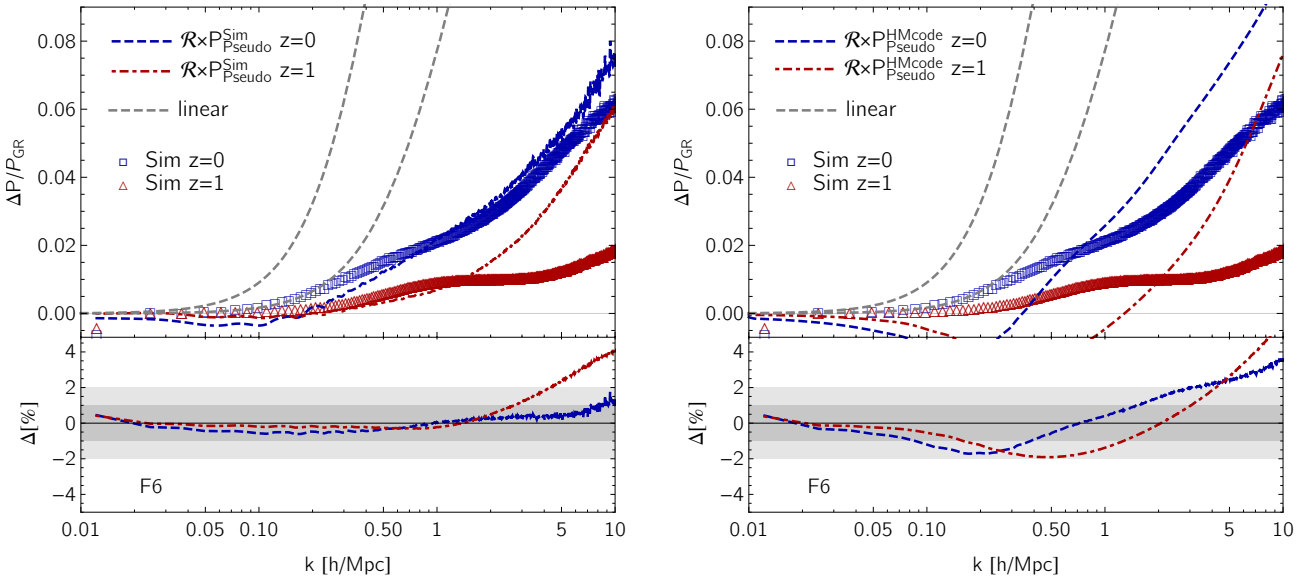 0.08
0.06
0.04
0.02
0.00
ΔP/P_GR
ℛ×P^Sim_Pseudo z=0
ℛ×P^Sim_Pseudo z=1
linear
Sim z=0
Sim z=1
4
2
0
−2
−4
Δ[%]
F6
0.01 0.05 0.10 0.50 1 5 10
k [h/Mpc]
0.08
0.06
0.04
0.02
0.00
ΔP/P_GR
ℛ×P^HMcode_Pseudo z=0
ℛ×P^HMcode_Pseudo z=1
linear
Sim z=0
Sim z=1
4
2
0
−2
−4
Δ[%]
F6
0.01 0.05 0.10 0.50 1 5 10
k [h/Mpc]